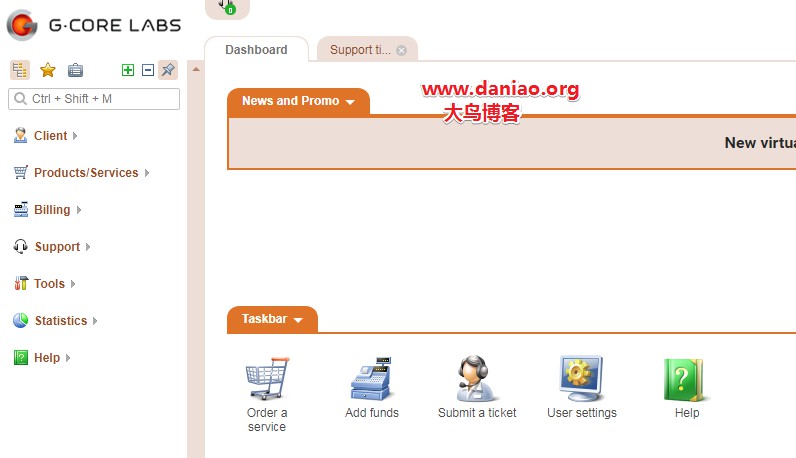 G·CORE LABS
0
Dashboard
Support ti...
Ctrl + Shift + M
Client
Products/Services
Billing
Support
Tools
Statistics
Help
News and Promo
www.daniao.org
大鸟博客
New virtua
Taskbar
Order a
service
Add funds
Submit a ticket
User settings
Help